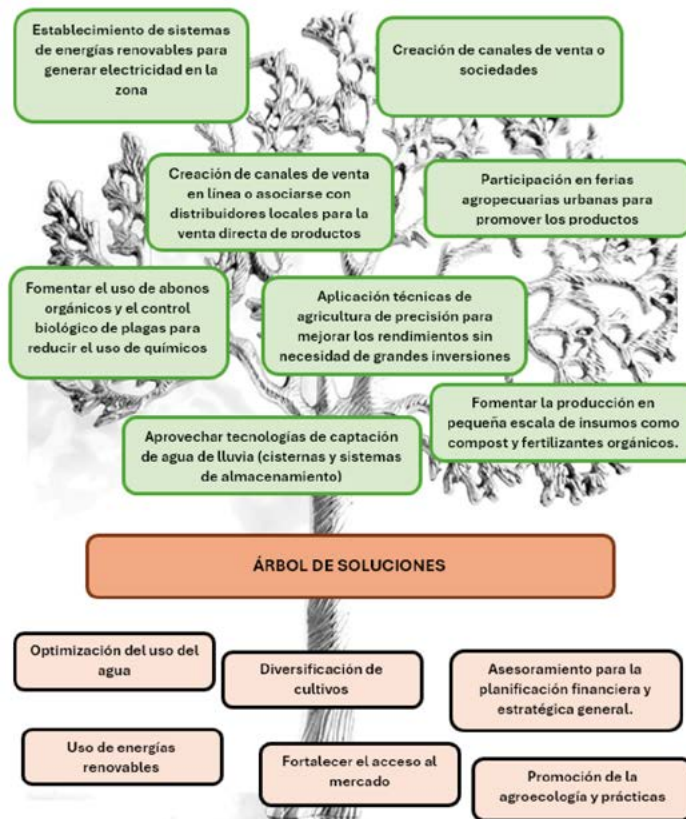 Establecimiento de sistemas
de energías renovables para
generar electricidad en la
zona
Creación de canales de venta o
sociedades
Creación de canales de venta
en línea o asociarse con
distribuidores locales para la
venta directa de productos
Participación en ferias
agropecuarias urbanas para
promover los productos
Fomentar el uso de abonos
orgánicos y el control
biológico de plagas para
reducir el uso de químicos
Aplicación técnicas de
agricultura de precisión para
mejorar los rendimientos sin
necesidad de grandes inversiones
Fomentar la producción en
pequeña escala de insumos como
compost y fertilizantes orgánicos.
Aprovechar tecnologías de captación
de agua de lluvia (cisternas y sistemas
de almacenamiento)
ÁRBOL DE SOLUCIONES
Optimización del uso del
agua
Diversificación de
cultivos
Asesoramiento para la
planificación financiera y
estratégica general.
Uso de energías
renovables
Fortalecer el acceso al
mercado
Promoción de la
agroecología y prácticas